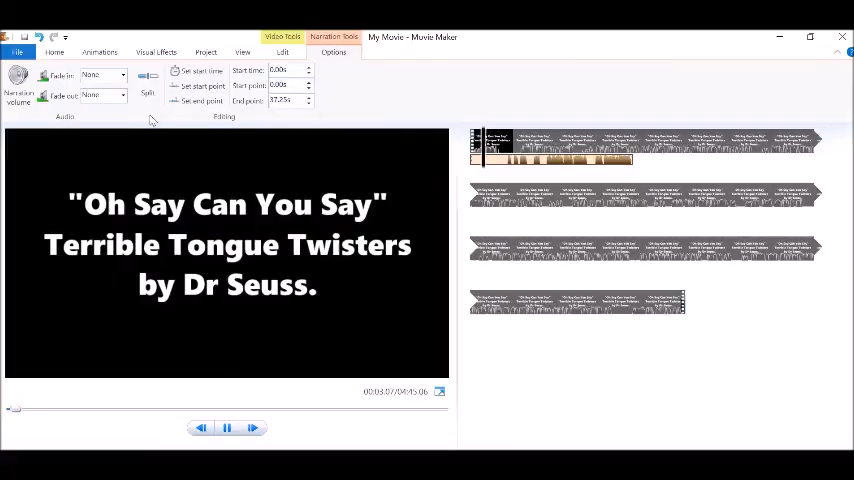 Video Tools Narration Tools My Movie - Movie Maker
File Home Animations Visual Effects Project View Edit Options
Narration volume
Fade in: None
Fade out: None
Split
Set start time
Set start point
Set end point
Start time: 0.00s
Start point: 0.00s
End point: 37.25s
Audio Editing
"Oh Say Can You Say"
Terrible Tongue Twisters
by Dr Seuss.
00:03.07/04:45.06